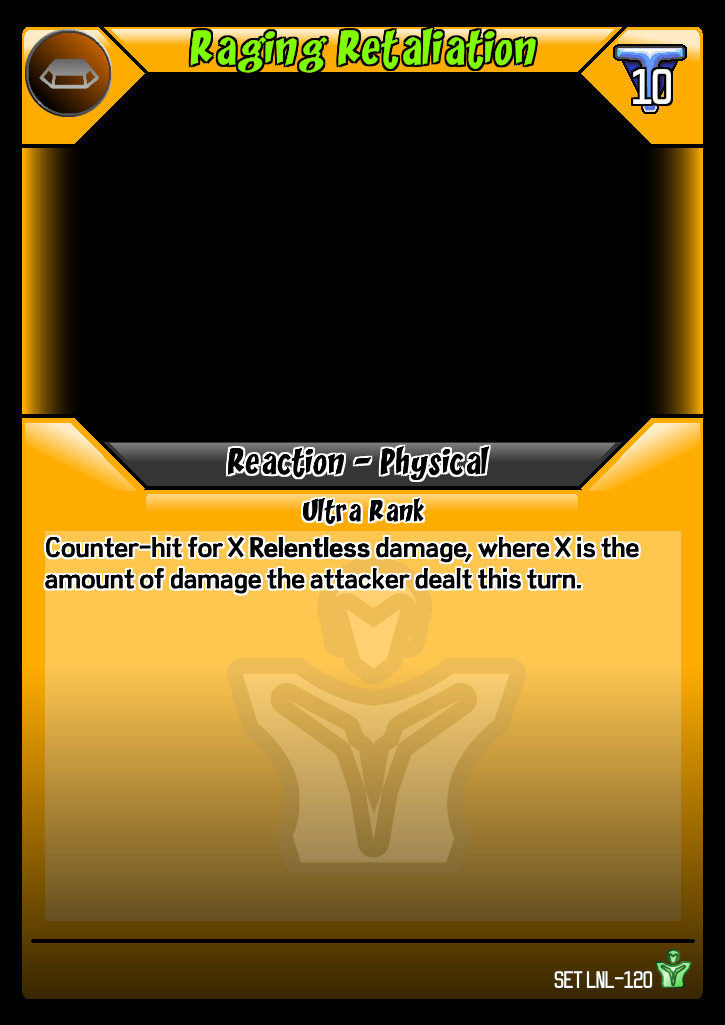 Raging Retaliation
10
Reaction - Physical
Ultra Rank
Counter-hit for X Relentless damage, where X is the
amount of damage the attacker dealt this turn.
SET LNL-120